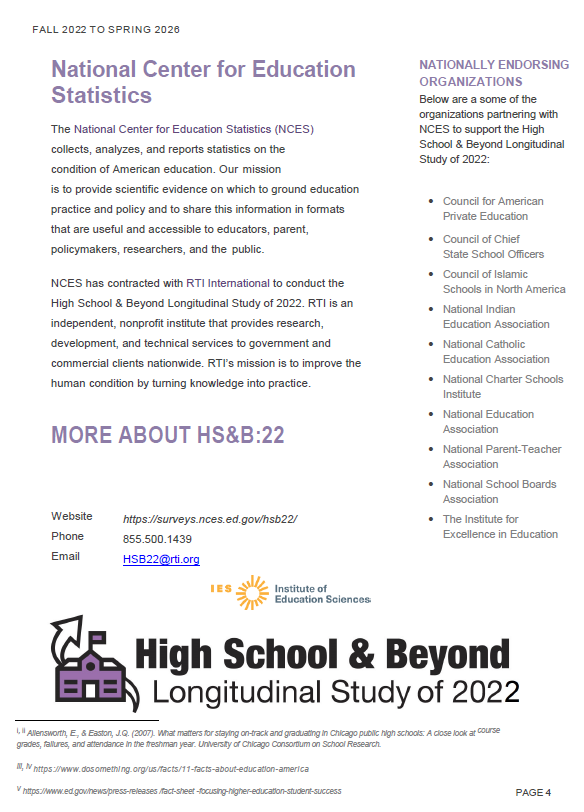 FALL 2022 TO SPRING 2026
National Center for Education
Statistics
The National Center for Education Statistics (NCES)
collects, analyzes, and reports statistics on the
condition of American education. Our mission
is to provide scientific evidence on which to ground education
practice and policy and to share this information in formats
that are useful and accessible to educators, parent,
policymakers, researchers, and the public.
NCES has contracted with RTI International to conduct the
High School & Beyond Longitudinal Study of 2022. RTI is an
independent, nonprofit institute that provides research,
development, and technical services to government and
commercial clients nationwide. RTI's mission is to improve the
human condition by turning knowledge into practice.
MORE ABOUT HS&B:22
Website https://surveys.nces.ed.gov/hsb22/
Phone 855.500.1439
Email HSB22@rti.org
NATIONALLY ENDORSING
ORGANIZATIONS
Below are a some of the
organizations partnering with
NCES to support the High
School & Beyond Longitudinal
Study of 2022:
• Council for American
Private Education
• Council of Chief
State School Officers
• Council of Islamic
Schools in North America
• National Indian
Education Association
• National Catholic
Education Association
• National Charter Schools
Institute
• National Education
Association
• National Parent-Teacher
Association
• National School Boards
Association
• The Institute for
Excellence in Education
IES Institute of
Education Sciences
High School & Beyond
Longitudinal Study of 2022
i, ii Allensworth, E., & Easton, J.Q. (2007). What matters for staying on-track and graduating in Chicago public high schools: A close look at course
grades, failures, and attendance in the freshman year. University of Chicago Consortium on School Research.
iii, iv https://www.dosomething.org/us/facts/11-facts-about-education-america
v https://www.ed.gov/news/press-releases /fact-sheet -focusing-higher-education-student-success
PAGE 4